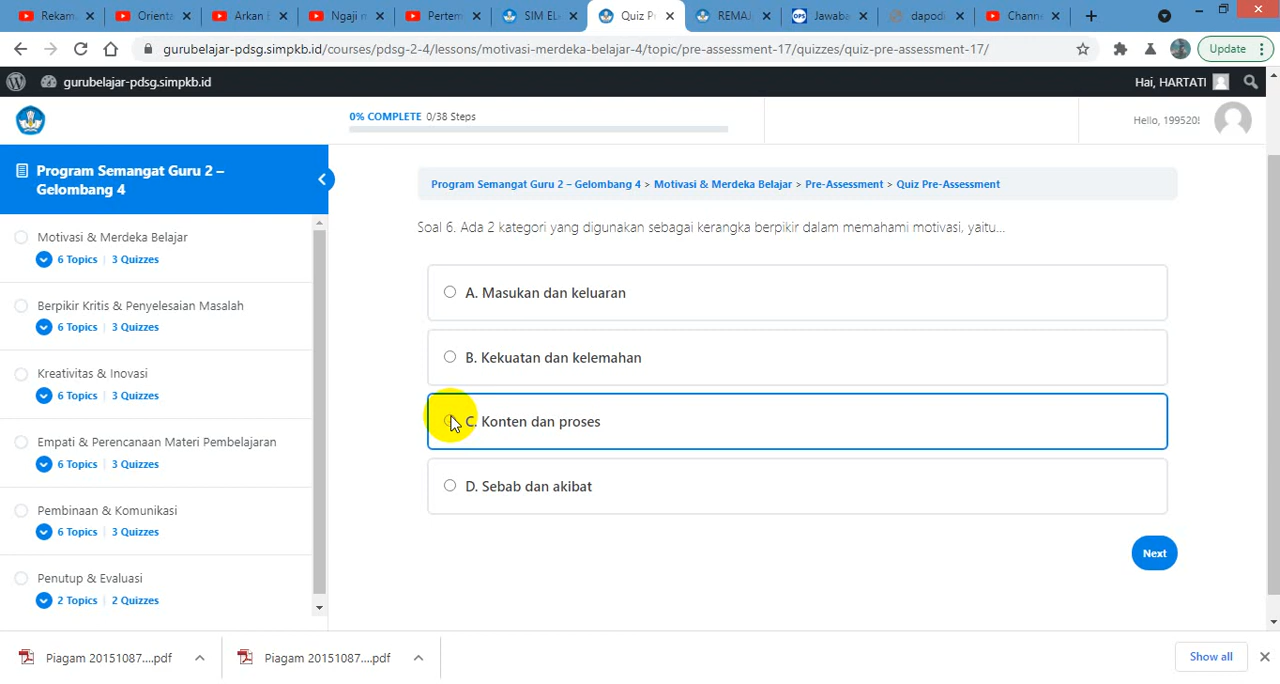 Rekam
Orienta
Arkan B
Ngaji m
Pertem
SIM EL
Quiz P
REMAJ
OPS
Jawaba
dapodi
Chann
gurubelajar-pdsg.simpkb.id/courses/pdsg-2-4/lessons/motivasi-merdeka-belajar-4/topic/pre-assessment-17/quizzes/quiz-pre-assessment-17/
Update
gurubelajar-pdsg.simpkb.id
Hai, HARTATI
0% COMPLETE 0/38 Steps
Hello, 199520!
Program Semangat Guru 2 –
Gelombang 4
Program Semangat Guru 2 – Gelombang 4 > Motivasi & Merdeka Belajar > Pre-Assessment > Quiz Pre-Assessment
Motivasi & Merdeka Belajar
6 Topics | 3 Quizzes
Berpikir Kritis & Penyelesaian Masalah
6 Topics | 3 Quizzes
Kreativitas & Inovasi
6 Topics | 3 Quizzes
Empati & Perencanaan Materi Pembelajaran
6 Topics | 3 Quizzes
Pembinaan & Komunikasi
6 Topics | 3 Quizzes
Penutup & Evaluasi
2 Topics | 2 Quizzes
Soal 6. Ada 2 kategori yang digunakan sebagai kerangka berpikir dalam memahami motivasi, yaitu...
A. Masukan dan keluaran
B. Kekuatan dan kelemahan
C. Konten dan proses
D. Sebab dan akibat
Next
Piagam 20151087....pdf
Piagam 20151087....pdf
Show all